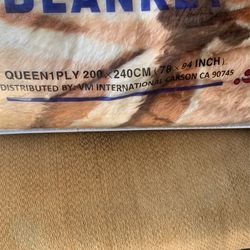 BLANKET
QUEEN1PLY 200 × 240CM (78 × 94 INCH)
DISTRIBUTED BY: VM INTERNATIONAL CARSON CA 90745